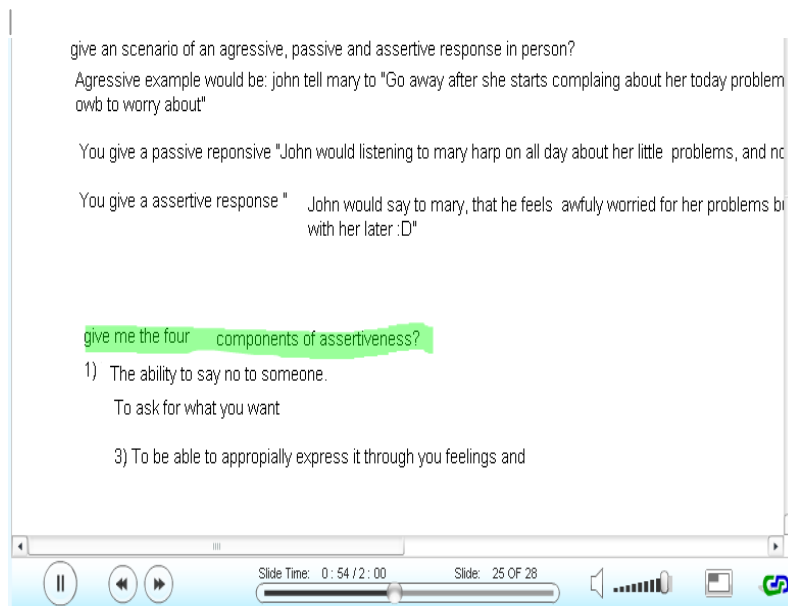 give an scenario of an agressive, passive and assertive response in person?
Agressive example would be: john tell mary to "Go away after she starts complaing about her today problem
owb to worry about"
You give a passive reponsive "John would listening to mary harp on all day about her little problems, and no
You give a assertive response " John would say to mary, that he feels awfuly worried for her problems bu
with her later :D"
give me the four components of assertiveness?
1) The ability to say no to someone.
To ask for what you want
3) To be able to appropially express it through you feelings and
Slide Time: 0 : 54 / 2 : 00 Slide: 25 OF 28